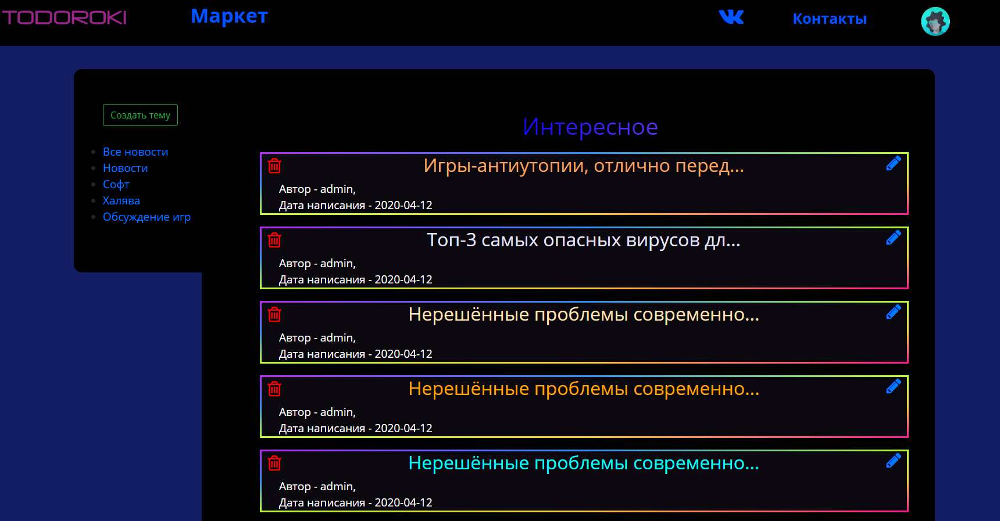 TODOROKI
Маркет
Контакты
Создать тему
Все новости
Новости
Софт
Халява
Обсуждение игр
Интересное
Игры-антиутопии, отлично перед...
Автор - admin,
Дата написания - 2020-04-12
Топ-3 самых опасных вирусов дл...
Автор - admin,
Дата написания - 2020-04-12
Нерешённые проблемы современно...
Автор - admin,
Дата написания - 2020-04-12
Нерешённые проблемы современно...
Автор - admin,
Дата написания - 2020-04-12
Нерешённые проблемы современно...
Автор - admin,
Дата написания - 2020-04-12